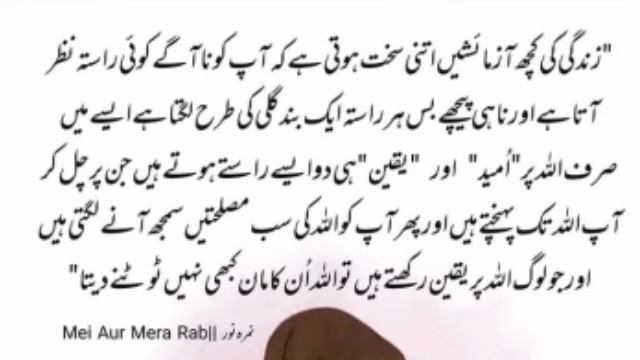 "زندگی کی کچھ آزمائشیں اتنی سخت ہوتی ہے کہ آپ کو نا آگے کوئی راستہ نظر
آتا ہے اور نا ہی پیچھے بس ہر راستہ ایک بند گلی کی طرح لگتا ہے ایسے میں
صرف اللہ پر "اُمید" اور "یقین" ہی دو ایسے راستے ہوتے ہیں جن پر چل کر
آپ اللہ تک پہنچتے ہیں اور پھر آپ کو اللہ کی سب مصلحتیں سمجھ آنے لگتی ہیں
اور جو لوگ اللہ پر یقین رکھتے ہیں تو اللہ اُن کا مان کبھی نہیں ٹوٹنے دیتا"
Mei Aur Mera Rab|| نمرہ نور